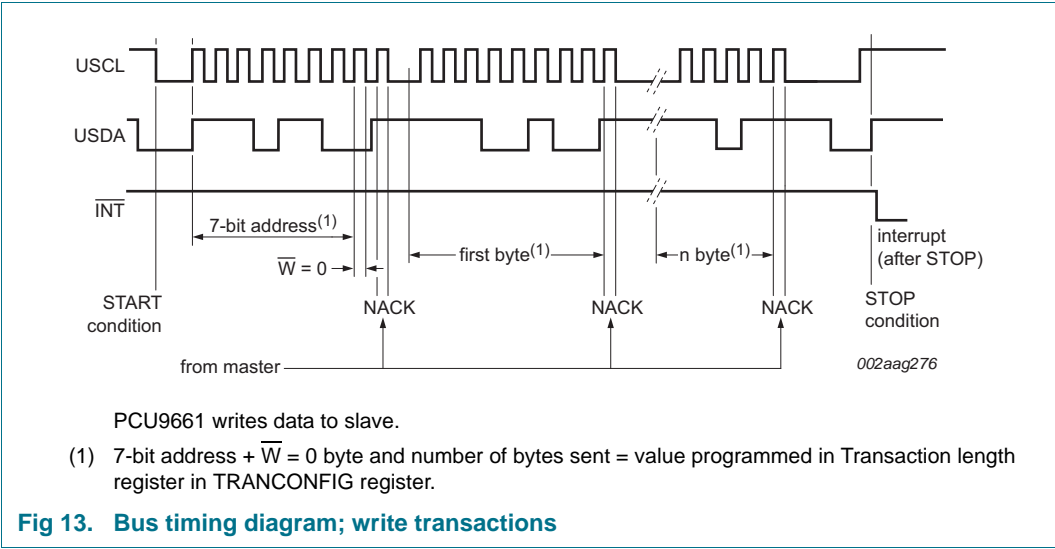 USCL
USDA
INT
7-bit address(1)
W = 0
first byte(1)
n byte(1)
interrupt
(after STOP)
START
condition
NACK
NACK
NACK
STOP
condition
from master
002aag276
PCU9661 writes data to slave.
(1) 7-bit address + W = 0 byte and number of bytes sent = value programmed in Transaction length
register in TRANCONFIG register.
Fig 13. Bus timing diagram; write transactions